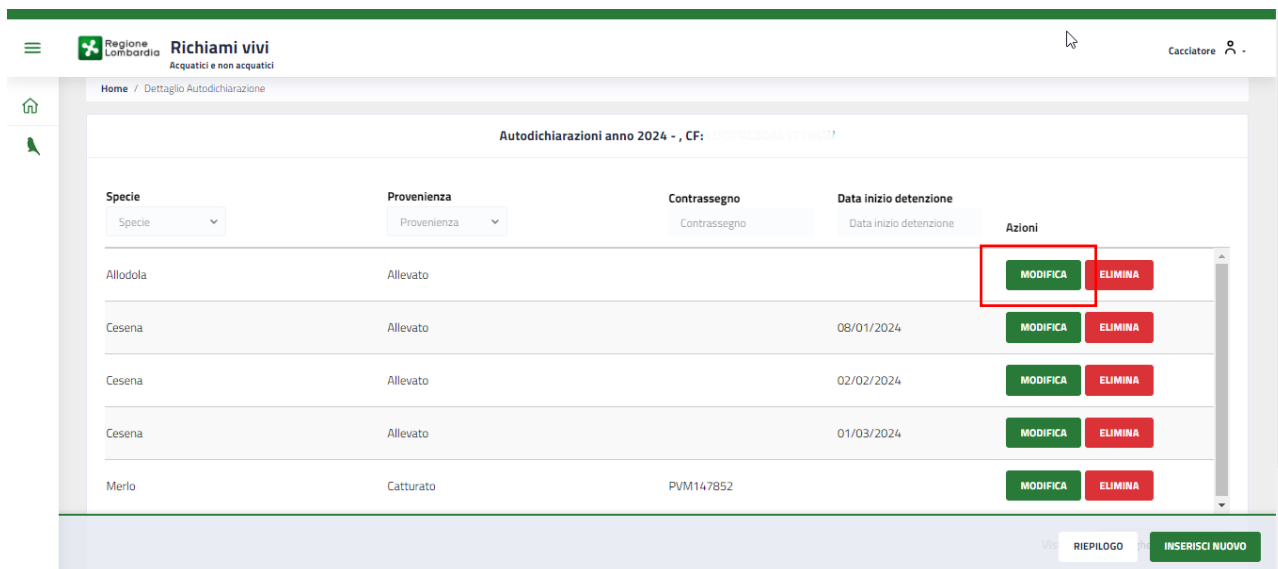 Regione
Lombardia
Richiami vivi
Acquatici e non acquatici
Cacciatore
Home / Dettaglio Autodichiarazione
Autodichiarazioni anno 2024 - , CF:
Specie Provenienza Contrassegno Data inizio detenzione
Specie Provenienza Contrassegno Data inizio detenzione Azioni
Allodola Allevato MODIFICA ELIMINA
Cesena Allevato 08/01/2024 MODIFICA ELIMINA
Cesena Allevato 02/02/2024 MODIFICA ELIMINA
Cesena Allevato 01/03/2024 MODIFICA ELIMINA
Merlo Catturato PVM147852 MODIFICA ELIMINA
RIEPILOGO INSERISCI NUOVO